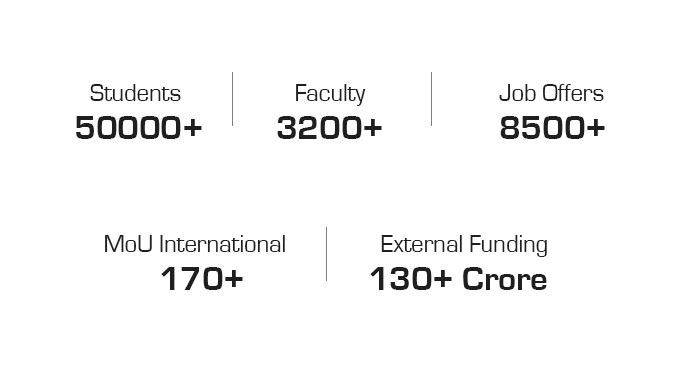 Students
50000+
Faculty
3200+
Job Offers
8500+
MoU International
170+
External Funding
130+ Crore